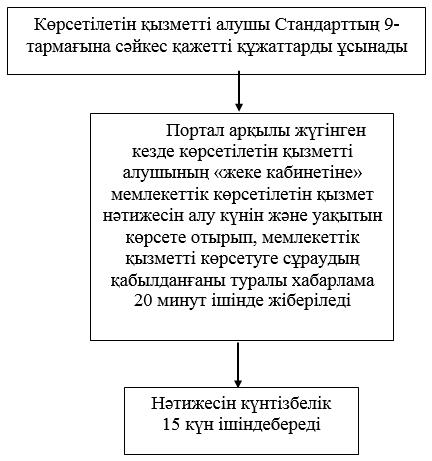 Көрсетілетін қызметті алушы Стандарттың 9-
тармағына сәйкес қажетті құжаттарды ұсынады
Портал арқылы жүгінген
кезде көрсетілетін қызметті
алушының «жеке кабинетіне»
мемлекеттік көрсетілетін қызмет
нәтижесін алу күнін және уақытын
көрсете отырып, мемлекеттік
қызметті көрсетуге сұраудың
қабылданғаны туралы хабарлама
20 минут ішінде жіберіледі
Нәтижесін күнтізбелік
15 күн ішіндебереді